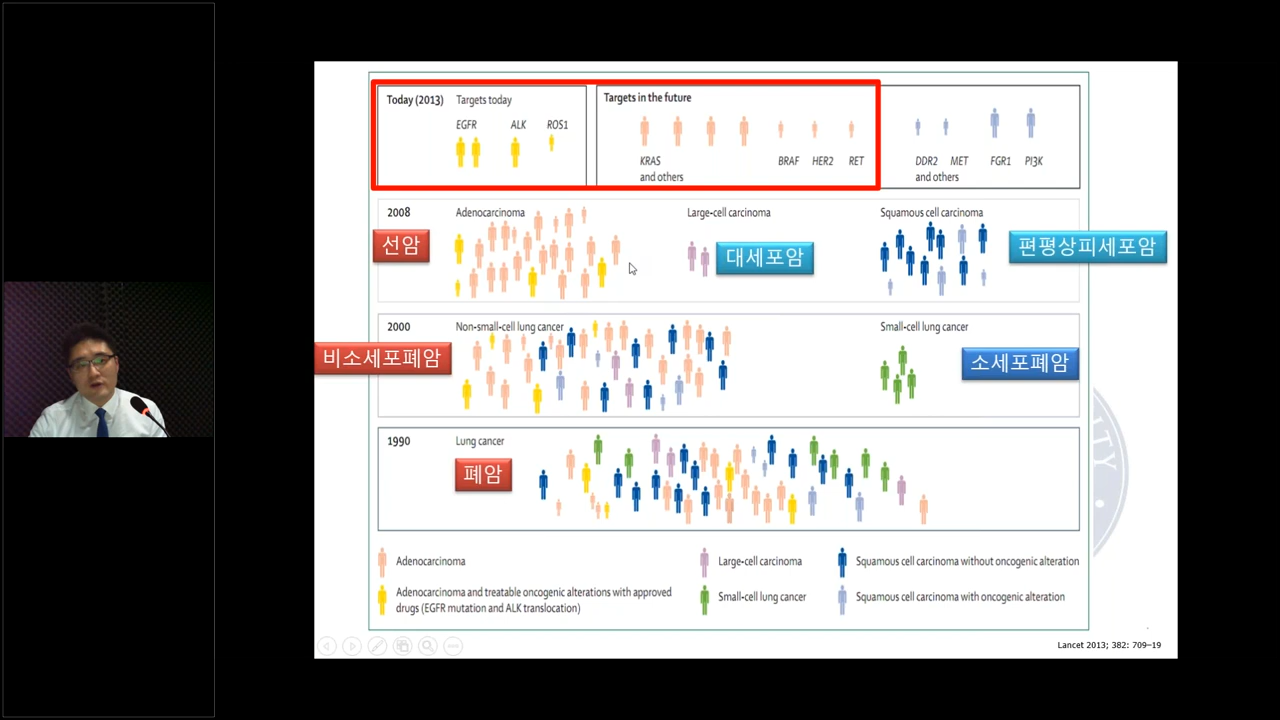 Today (2013) Targets today
EGFR ALK ROS1
Targets in the future
KRAS BRAF HER2 RET
and others
DDR2 MET FGR1 PI3K
and others
2008 Adenocarcinoma Large-cell carcinoma Squamous cell carcinoma
선암 대세포암 편평상피세포암
2000 Non-small-cell lung cancer Small-cell lung cancer
비소세포폐암 소세포폐암
1990 Lung cancer
폐암
Adenocarcinoma
Adenocarcinoma and treatable oncogenic alterations with approved
drugs (EGFR mutation and ALK translocation)
Large-cell carcinoma
Small-cell lung cancer
Squamous cell carcinoma without oncogenic alteration
Squamous cell carcinoma with oncogenic alteration
Lancet 2013; 382: 709–19